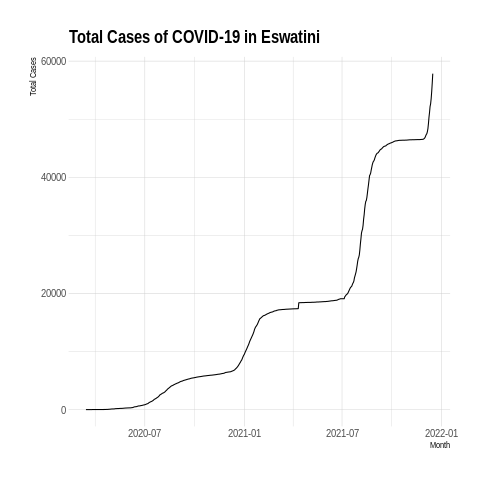 Total Cases of COVID-19 in Eswatini
Total Cases
60000
40000
20000
0
2020-07 2021-01 2021-07 2022-01
Month